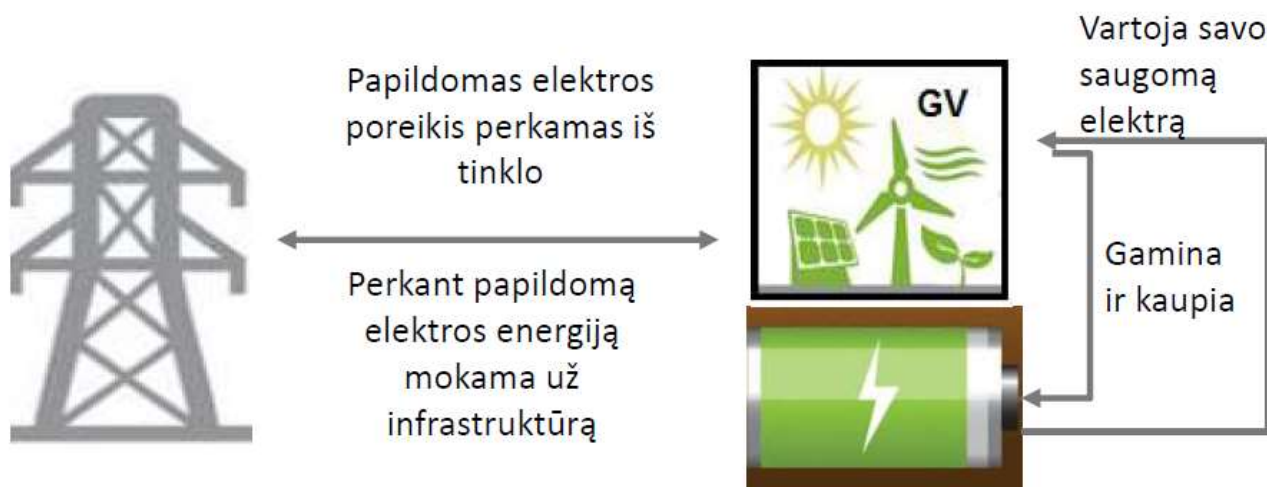 Papildomas elektros
poreikis perkamas iš
tinklo
Perkant papildomą
elektros energiją
mokama už
infrastruktūrą
GV
Vartoja savo
saugomą
elektrą
Gamina
ir kaupia